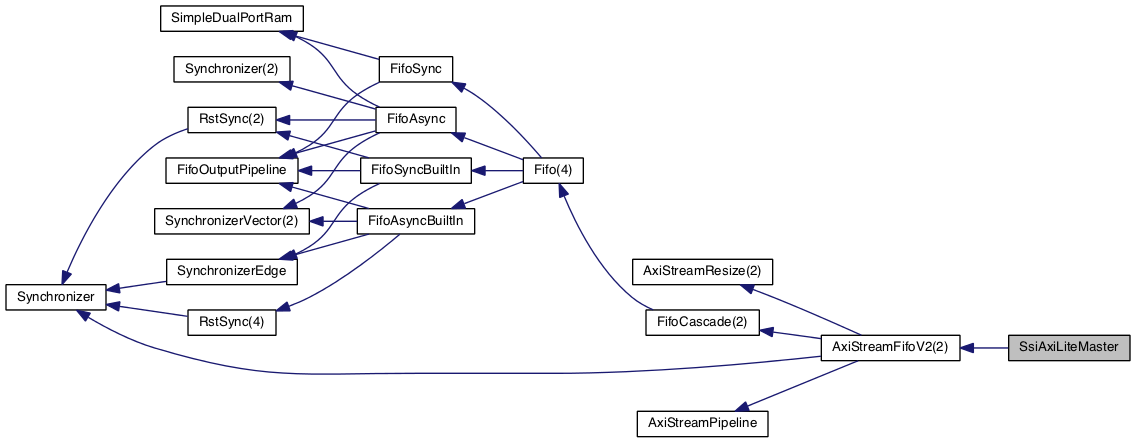 SimpleDualPortRam
Synchronizer(2)
FifoSync
RstSync(2)
FifoAsync
FifoOutputPipeline
FifoSyncBuiltIn
Fifo(4)
SynchronizerVector(2)
FifoAsyncBuiltIn
SynchronizerEdge
AxiStreamResize(2)
Synchronizer
RstSync(4)
FifoCascade(2)
AxiStreamFifoV2(2)
SsiAxiLiteMaster
AxiStreamPipeline